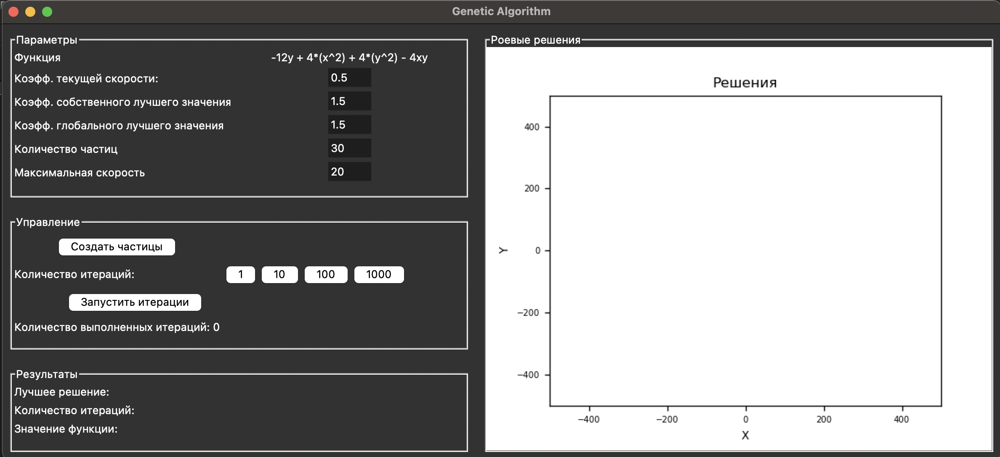 Genetic Algorithm
Параметры
Функция -12y + 4*(x^2) + 4*(y^2) - 4xy
Коэфф. текущей скорости: 0.5
Коэфф. собственного лучшего значения 1.5
Коэфф. глобального лучшего значения 1.5
Количество частиц 30
Максимальная скорость 20
Управление
Создать частицы
Количество итераций: 1 10 100 1000
Запустить итерации
Количество выполненных итераций: 0
Результаты
Лучшее решение:
Количество итераций:
Значение функции:
Роевые решения
Решения
400
200
Y
0
−200
−400
−400 −200 0 200 400
X